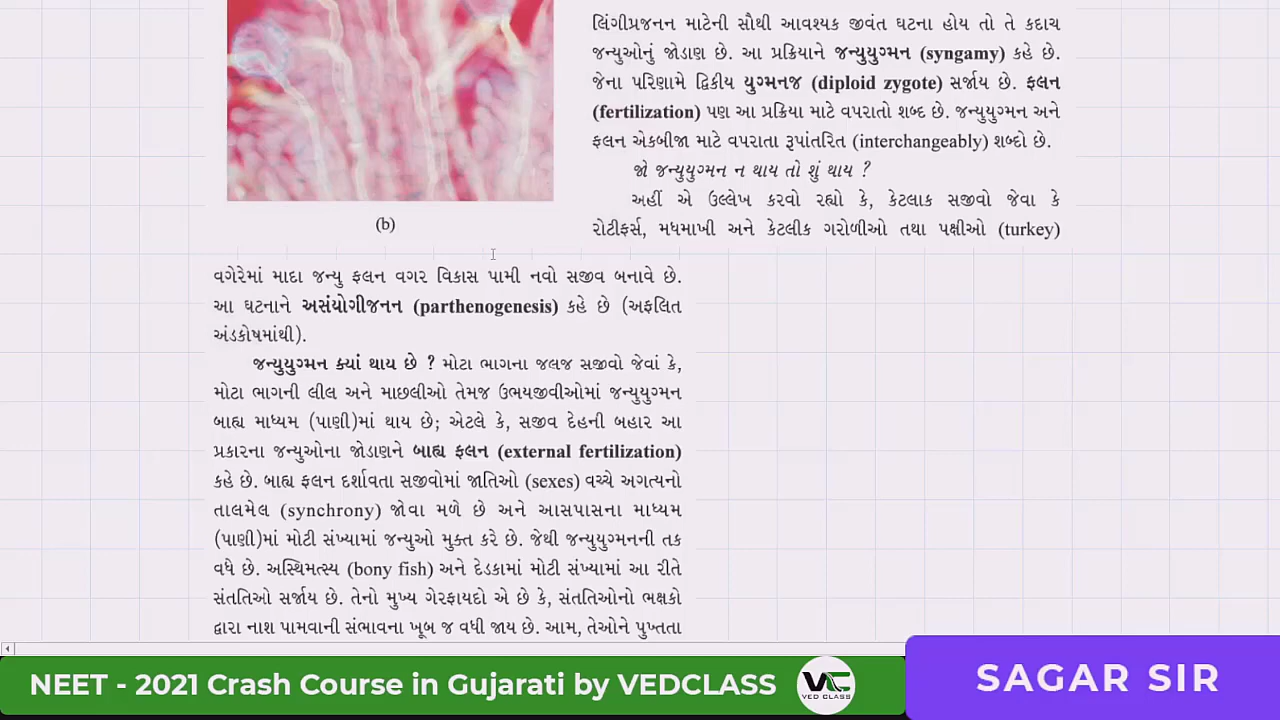 લિંગીપ્રજનન માટેની સૌથી આવશ્યક જીવંત ઘટના હોય તો તે કદાચ
જન્યુઓનું જોડાણ છે. આ પ્રક્રિયાને જન્યુયુગ્મન (syngamy) કહે છે.
જેના પરિણામે દ્વિકીય યુગ્મનજ (diploid zygote) સર્જાય છે. ફલન
(fertilization) પણ આ પ્રક્રિયા માટે વપરાતો શબ્દ છે. જન્યુયુગ્મન અને
ફલન એકબીજા માટે વપરાતા રૂપાંતરિત (interchangeably) શબ્દો છે.
જો જન્યુયુગ્મન ન થાય તો શું થાય ?
અહીં એ ઉલ્લેખ કરવો રહ્યો કે, કેટલાક સજીવો જેવા કે
રોટીફર્સ, મધમાખી અને કેટલીક ગરોળીઓ તથા પક્ષીઓ (turkey)
(b)
વગેરેમાં માદા જન્યુ ફલન વગર વિકાસ પામી નવો સજીવ બનાવે છે.
આ ઘટનાને અસંયોગીજનન (parthenogenesis) કહે છે (અફલિત
અંડકોષમાંથી).
જન્યુયુગ્મન ક્યાં થાય છે ? મોટા ભાગના જલજ સજીવો જેવાં કે,
મોટા ભાગની લીલ અને માછલીઓ તેમજ ઉભયજીવીઓમાં જન્યુયુગ્મન
બાહ્ય માધ્યમ (પાણી)માં થાય છે; એટલે કે, સજીવ દેહની બહાર આ
પ્રકારના જન્યુઓના જોડાણને બાહ્ય ફલન (external fertilization)
કહે છે. બાહ્ય ફલન દર્શાવતા સજીવોમાં જાતિઓ (sexes) વચ્ચે અગત્યનો
તાલમેલ (synchrony) જોવા મળે છે અને આસપાસના માધ્યમ
(પાણી)માં મોટી સંખ્યામાં જન્યુઓ મુક્ત કરે છે. જેથી જન્યુયુગ્મનની તક
વધે છે. અસ્થિમત્સ્ય (bony fish) અને દેડકામાં મોટી સંખ્યામાં આ રીતે
સંતતિઓ સર્જાય છે. તેનો મુખ્ય ગેરફાયદો એ છે કે, સંતતિઓનો ભક્ષકો
દ્વારા નાશ પામવાની સંભાવના ખૂબ જ વધી જાય છે. આમ, તેઓને પુખ્તતા
NEET - 2021 Crash Course in Gujarati by VEDCLASS
VC
VED CLASS
SAGAR SIR